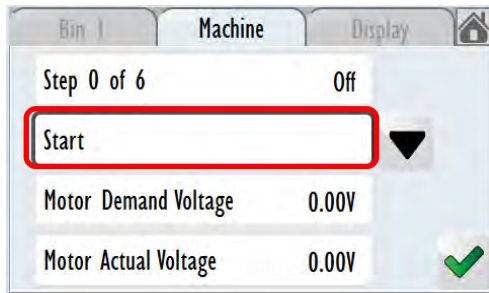 Bin 1 Machine Display
Step 0 of 6 Off
Start
Motor Demand Voltage 0.00V
Motor Actual Voltage 0.00V